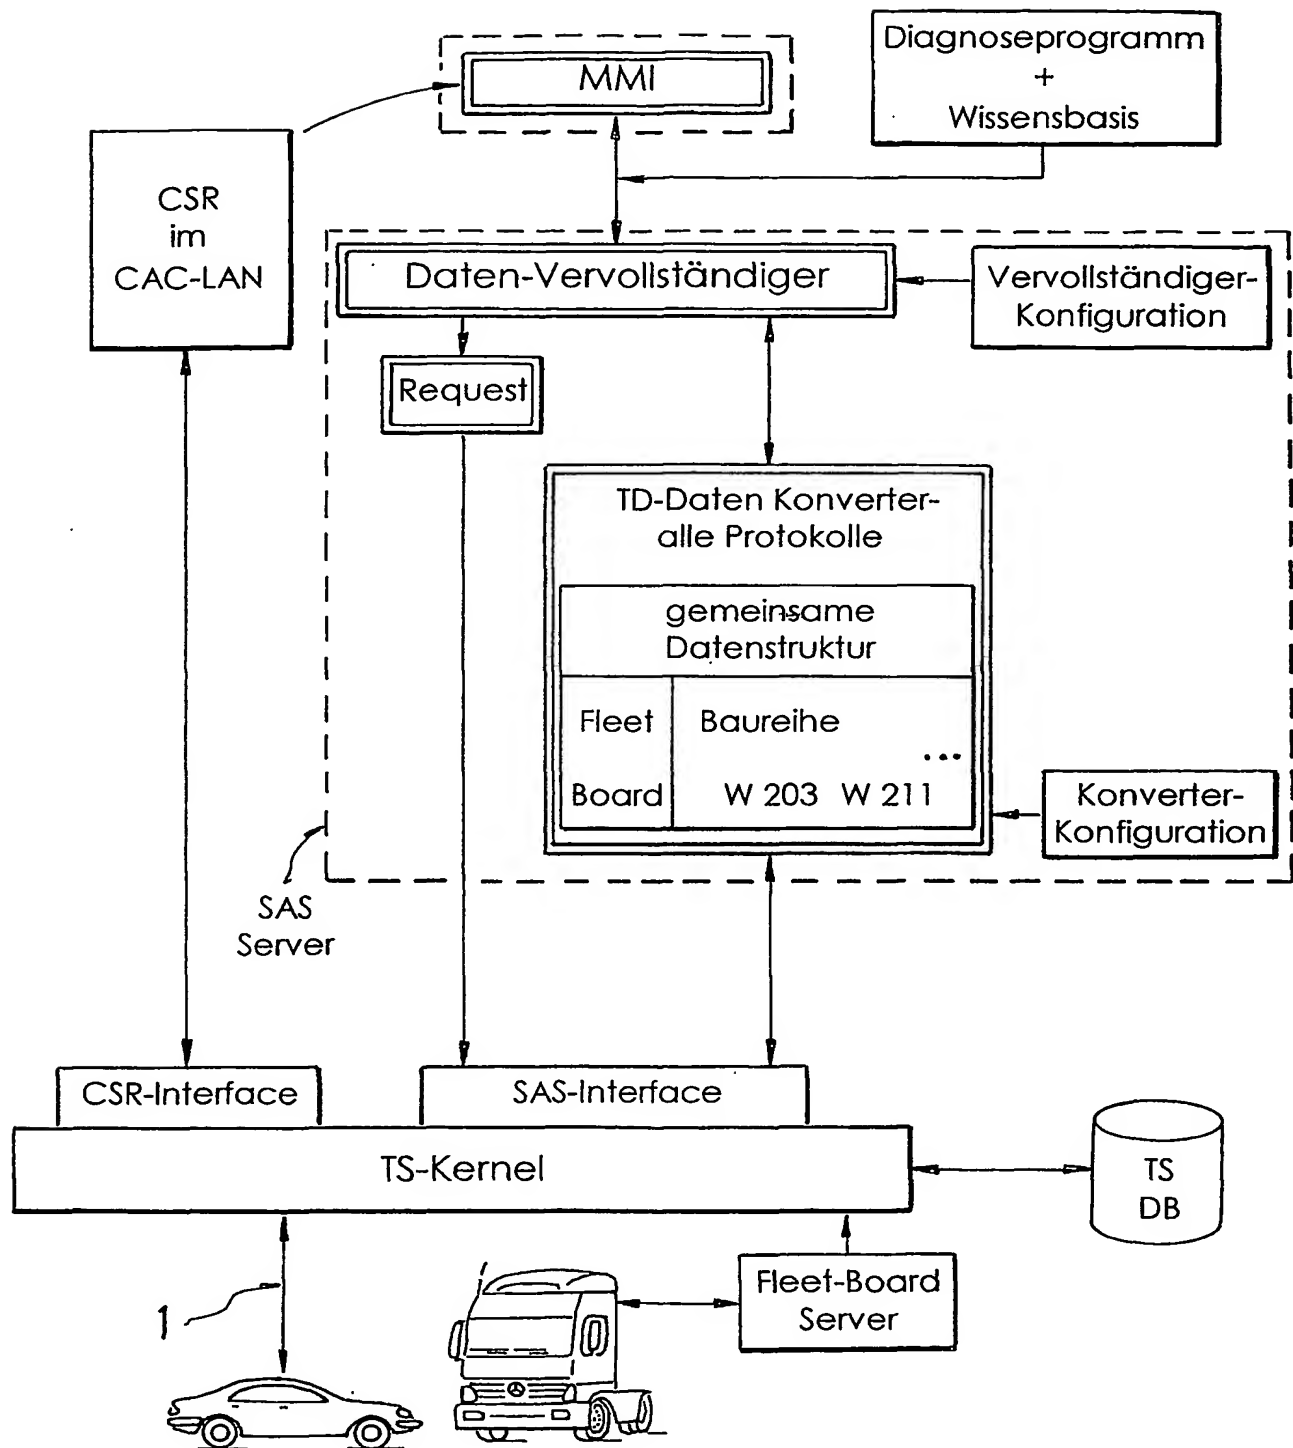 Diagnoseprogramm
+
Wissensbasis
MMI
CSR
im
CAC-LAN
Daten-Vervollständiger
Vervollständiger-
Konfiguration
Request
TD-Daten Konverter-
alle Protokolle
gemeinsame
Datenstruktur
Fleet
Board
Baureihe
...
W 203 W 211
Konverter-
Konfiguration
SAS
Server
CSR-Interface
SAS-Interface
TS-Kernel
TS
DB
Fleet-Board
Server
1